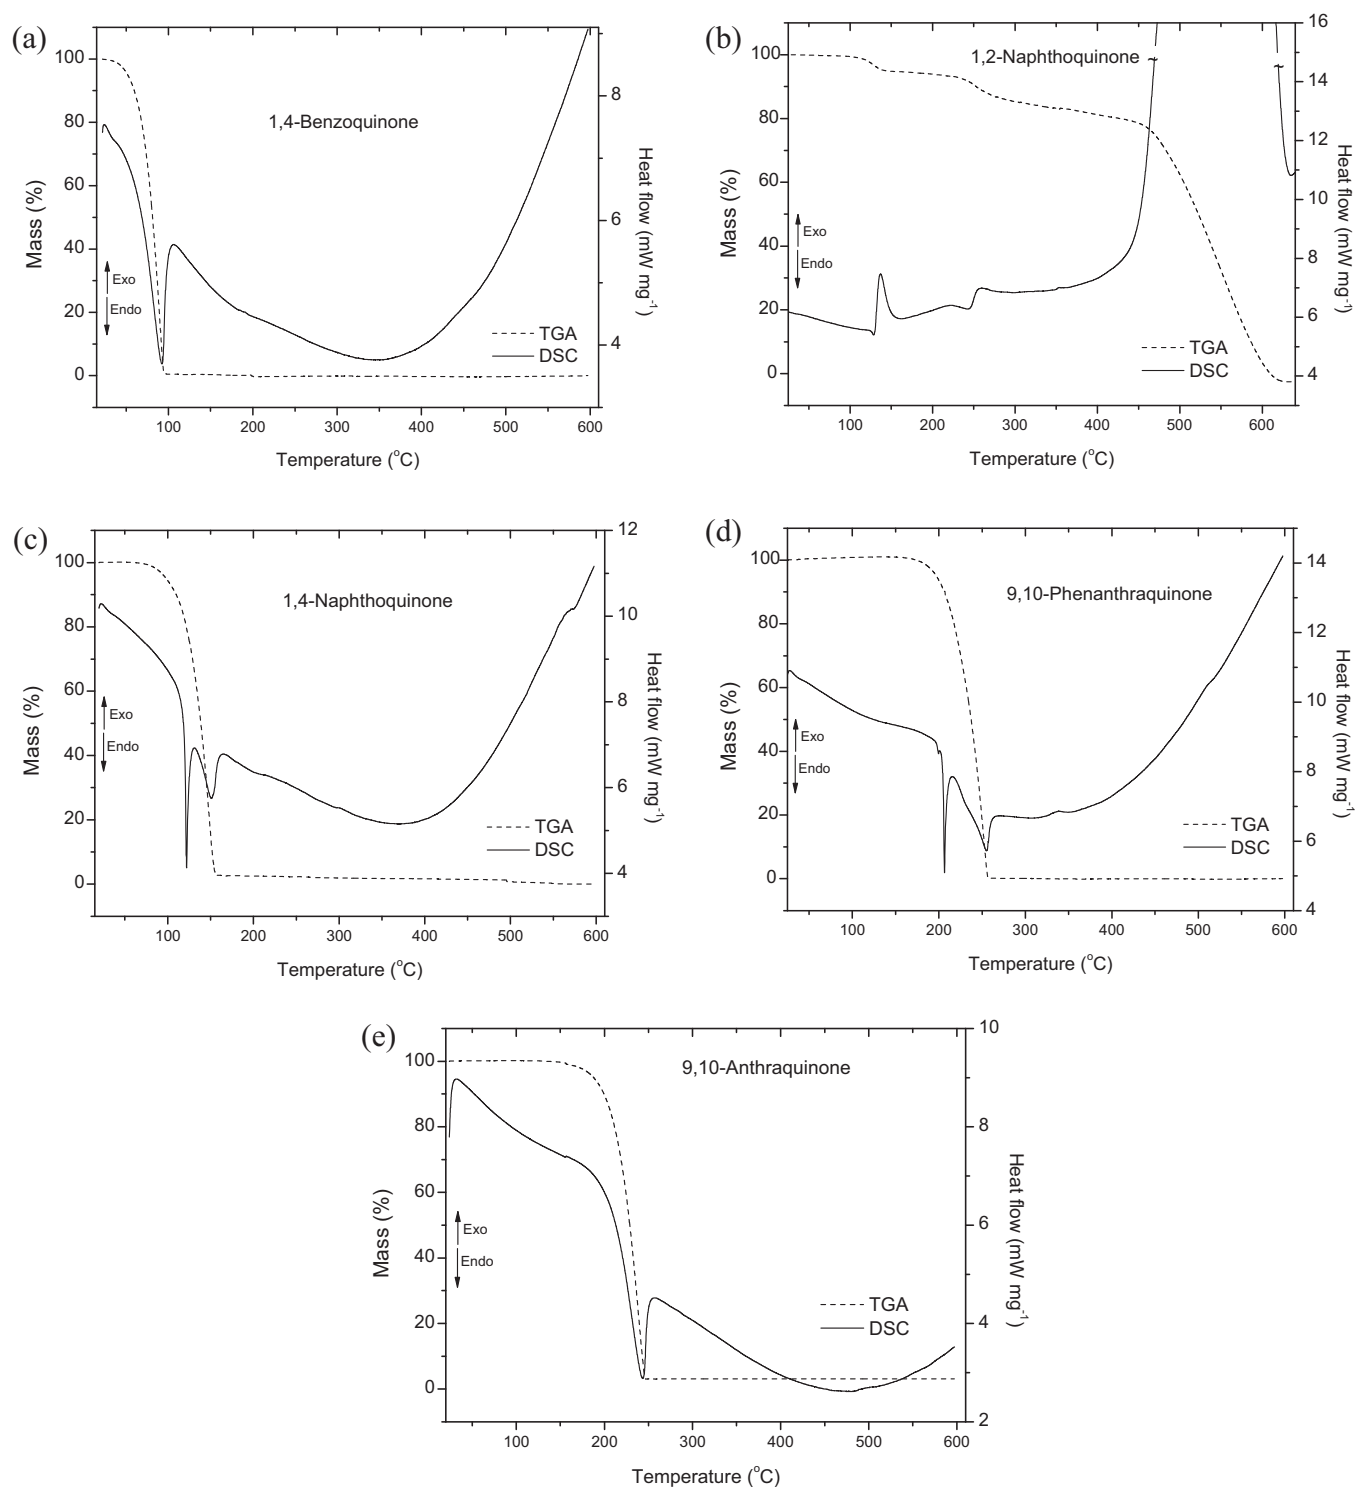 (a)
1,4-Benzoquinone
100
80
60
40
20
0
8
6
4
Mass (%)
Heat flow (mW mg⁻¹)
Exo
Endo
TGA
DSC
100 200 300 400 500 600
Temperature (°C)
(b)
1,2-Naphthoquinone
100
80
60
40
20
0
16
14
12
10
8
6
4
Mass (%)
Heat flow (mW mg⁻¹)
Exo
Endo
TGA
DSC
100 200 300 400 500 600
Temperature (°C)
(c)
1,4-Naphthoquinone
100
80
60
40
20
0
12
10
8
6
4
Mass (%)
Heat flow (mW mg⁻¹)
Exo
Endo
TGA
DSC
100 200 300 400 500 600
Temperature (°C)
(d)
9,10-Phenanthraquinone
100
80
60
40
20
0
14
12
10
8
6
4
Mass (%)
Heat flow (mW mg⁻¹)
Exo
Endo
TGA
DSC
100 200 300 400 500 600
Temperature (°C)
(e)
9,10-Anthraquinone
100
80
60
40
20
0
10
8
6
4
2
Mass (%)
Heat flow (mW mg⁻¹)
Exo
Endo
TGA
DSC
100 200 300 400 500 600
Temperature (°C)